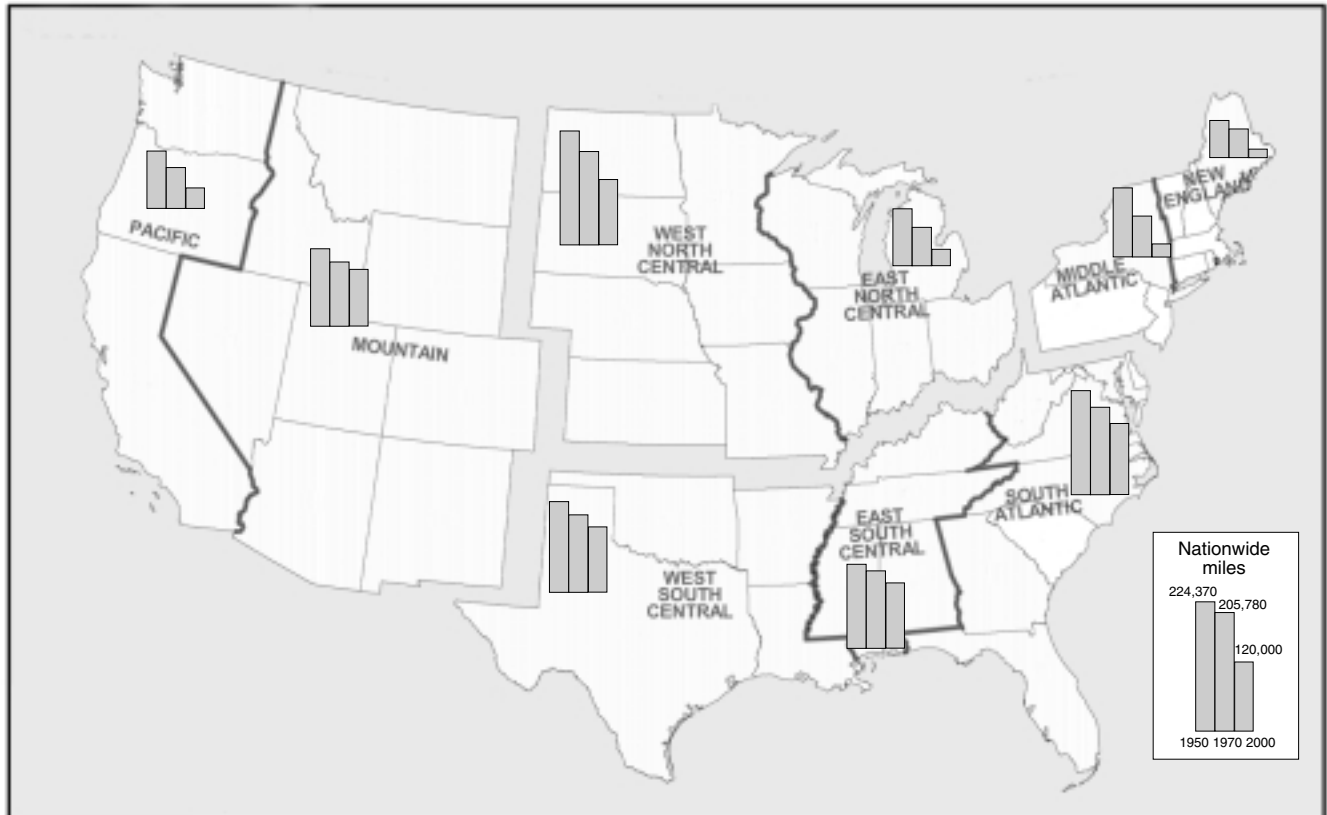 PACIFIC
MOUNTAIN
WEST
NORTH
CENTRAL
EAST
NORTH
CENTRAL
NEW
ENGLAND
MIDDLE
ATLANTIC
SOUTH
ATLANTIC
EAST
SOUTH
CENTRAL
WEST
SOUTH
CENTRAL
Nationwide
miles
224,370
205,780
120,000
1950 1970 2000